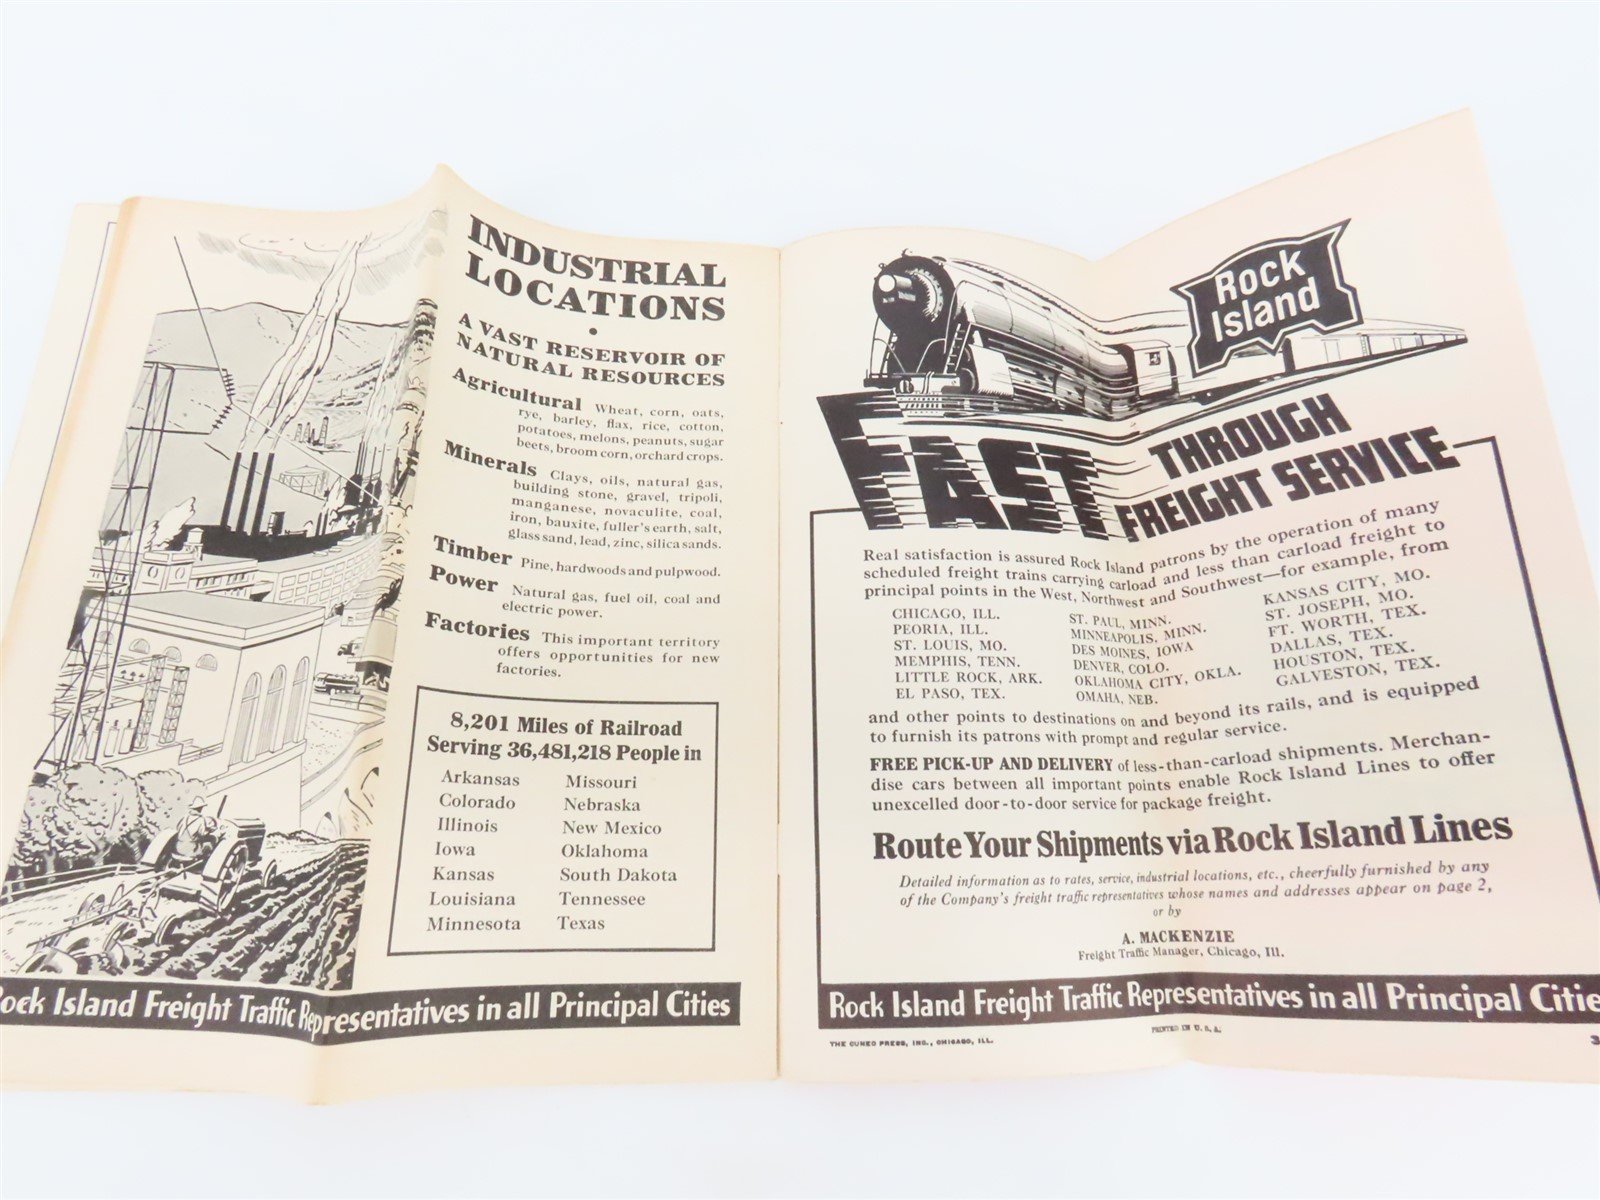 INDUSTRIAL
LOCATIONS
•
A VAST RESERVOIR OF
NATURAL RESOURCES
Agricultural Wheat, corn, oats,
rye, barley, flax, rice, cotton,
potatoes, melons, peanuts, sugar
beets, broom corn, orchard crops.
Minerals Clays, oils, natural gas,
building stone, gravel, tripoli,
manganese, novaculite, coal,
iron, bauxite, fuller's earth, salt,
glass sand, lead, zinc, silica sands.
Timber Pine, hardwoods and pulpwood.
Power Natural gas, fuel oil, coal and
electric power.
Factories This important territory
offers opportunities for new
factories.
8,201 Miles of Railroad
Serving 36,481,218 People in
Arkansas Missouri
Colorado Nebraska
Illinois New Mexico
Iowa Oklahoma
Kansas South Dakota
Louisiana Tennessee
Minnesota Texas
Rock Island Freight Traffic Representatives in all Principal Cities
Rock
Island
FAST THROUGH
FREIGHT SERVICE
Real satisfaction is assured Rock Island patrons by the operation of many
scheduled freight trains carrying carload and less than carload freight to
principal points in the West, Northwest and Southwest—for example, from
CHICAGO, ILL. ST. PAUL, MINN. KANSAS CITY, MO.
PEORIA, ILL. MINNEAPOLIS, MINN. ST. JOSEPH, MO.
ST. LOUIS, MO. DES MOINES, IOWA FT. WORTH, TEX.
MEMPHIS, TENN. DENVER, COLO. DALLAS, TEX.
LITTLE ROCK, ARK. OKLAHOMA CITY, OKLA. HOUSTON, TEX.
EL PASO, TEX. OMAHA, NEB. GALVESTON, TEX.
and other points to destinations on and beyond its rails, and is equipped
to furnish its patrons with prompt and regular service.
FREE PICK-UP AND DELIVERY of less-than-carload shipments. Merchan-
dise cars between all important points enable Rock Island Lines to offer
unexcelled door-to-door service for package freight.
Route Your Shipments via Rock Island Lines
Detailed information as to rates, service, industrial locations, etc., cheerfully furnished by any
of the Company's freight traffic representatives whose names and addresses appear on page 2,
or by
A. MACKENZIE
Freight Traffic Manager, Chicago, Ill.
Rock Island Freight Traffic Representatives in all Principal Citie
PRINTED IN U. S. A.
THE CUNEO PRESS, INC., CHICAGO, ILL. 3